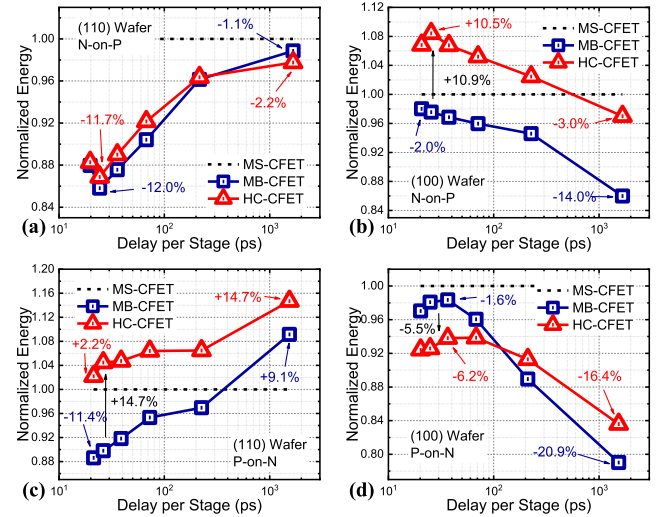 (110) Wafer
N-on-P
-1.1%
-2.2%
-11.7%
-12.0%
MS-CFET
MB-CFET
HC-CFET
1.00
0.96
0.92
0.88
0.84
Normalized Energy
10^1
10^2
10^3
Delay per Stage (ps)
(a)
+10.5%
MS-CFET
MB-CFET
HC-CFET
+10.9%
-2.0%
-3.0%
-14.0%
(100) Wafer
N-on-P
1.12
1.08
1.04
1.00
0.96
0.92
0.88
0.84
Normalized Energy
10^1
10^2
10^3
Delay per Stage (ps)
(b)
MS-CFET
MB-CFET
HC-CFET
+14.7%
+2.2%
+9.1%
-11.4%
+14.7%
(110) Wafer
P-on-N
1.20
1.16
1.12
1.08
1.04
1.00
0.96
0.92
0.88
Normalized Energy
10^1
10^2
10^3
Delay per Stage (ps)
(c)
-1.6%
MS-CFET
MB-CFET
HC-CFET
-5.5%
-6.2%
-16.4%
-20.9%
(100) Wafer
P-on-N
1.00
0.96
0.92
0.88
0.84
0.80
Normalized Energy
10^1
10^2
10^3
Delay per Stage (ps)
(d)